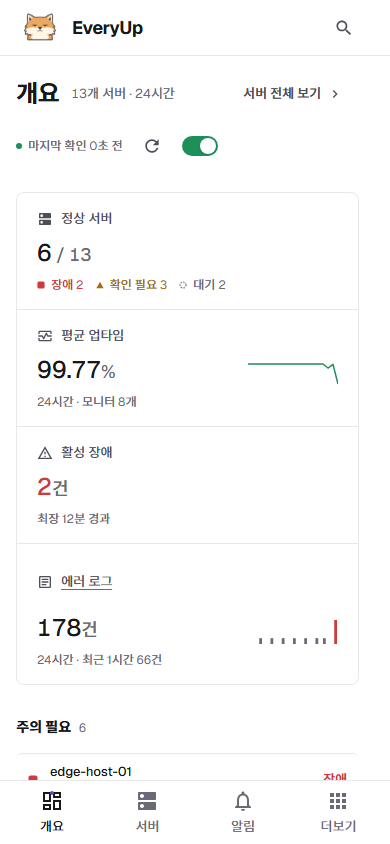 EveryUp
개요 13개 서버 · 24시간 서버 전체 보기
마지막 확인 0초 전
정상 서버
6 / 13
장애 2 확인 필요 3 대기 2
평균 업타임
99.77%
24시간 · 모니터 8개
활성 장애
2건
최장 12분 경과
에러 로그
178건
24시간 · 최근 1시간 66건
주의 필요 6
edge-host-01
장애
개요 서버 알림 더보기